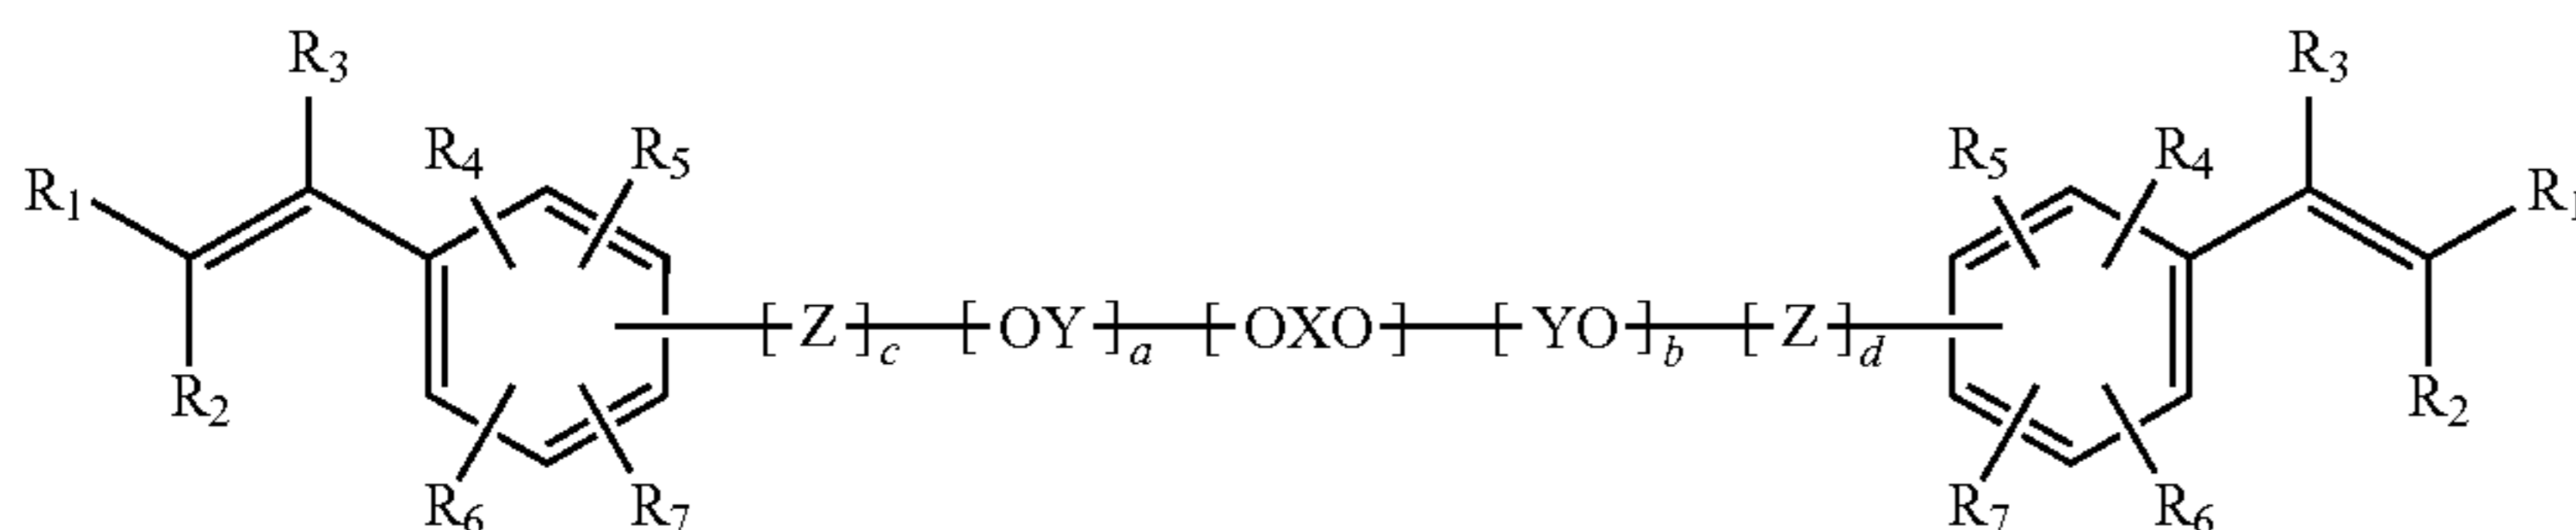 R3 R3
R4 R5 R5 R4
R1 R1
[Z]c [OY]a [OXO] [YO]b [Z]d
R2 R2
R6 R7 R7 R6